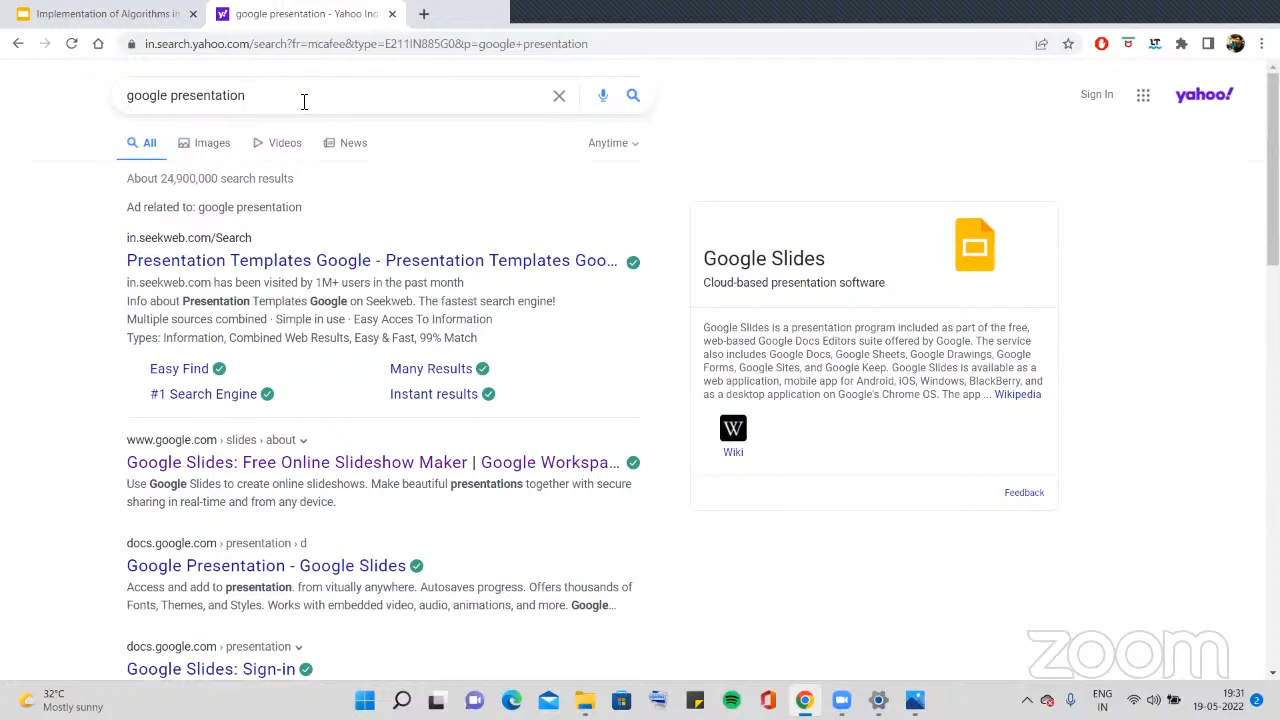 Implementation of Algorithms in
google presentation - Yahoo Ind
in.search.yahoo.com/search?fr=mcafee&type=E211IN885G0&p=google+presentation
google presentation
Sign In
yahoo!
All
Images
Videos
News
Anytime
About 24,900,000 search results
Ad related to: google presentation
in.seekweb.com/Search
Presentation Templates Google - Presentation Templates Goo...
in.seekweb.com has been visited by 1M+ users in the past month
Info about Presentation Templates Google on Seekweb. The fastest search engine!
Multiple sources combined · Simple in use · Easy Acces To Information
Types: Information, Combined Web Results, Easy & Fast, 99% Match
Easy Find
Many Results
#1 Search Engine
Instant results
www.google.com › slides › about
Google Slides: Free Online Slideshow Maker | Google Workspa...
Use Google Slides to create online slideshows. Make beautiful presentations together with secure
sharing in real-time and from any device.
docs.google.com › presentation › d
Google Presentation - Google Slides
Access and add to presentation. from vitually anywhere. Autosaves progress. Offers thousands of
Fonts, Themes, and Styles. Works with embedded video, audio, animations, and more. Google...
docs.google.com › presentation
Google Slides: Sign-in
Google Slides
Cloud-based presentation software
Google Slides is a presentation program included as part of the free,
web-based Google Docs Editors suite offered by Google. The service
also includes Google Docs, Google Sheets, Google Drawings, Google
Forms, Google Sites, and Google Keep. Google Slides is available as a
web application, mobile app for Android, iOS, Windows, BlackBerry, and
as a desktop application on Google's Chrome OS. The app ... Wikipedia
W
Wiki
Feedback
zoom
32°C
Mostly sunny
ENG
IN
19:31
19-05-2022
2